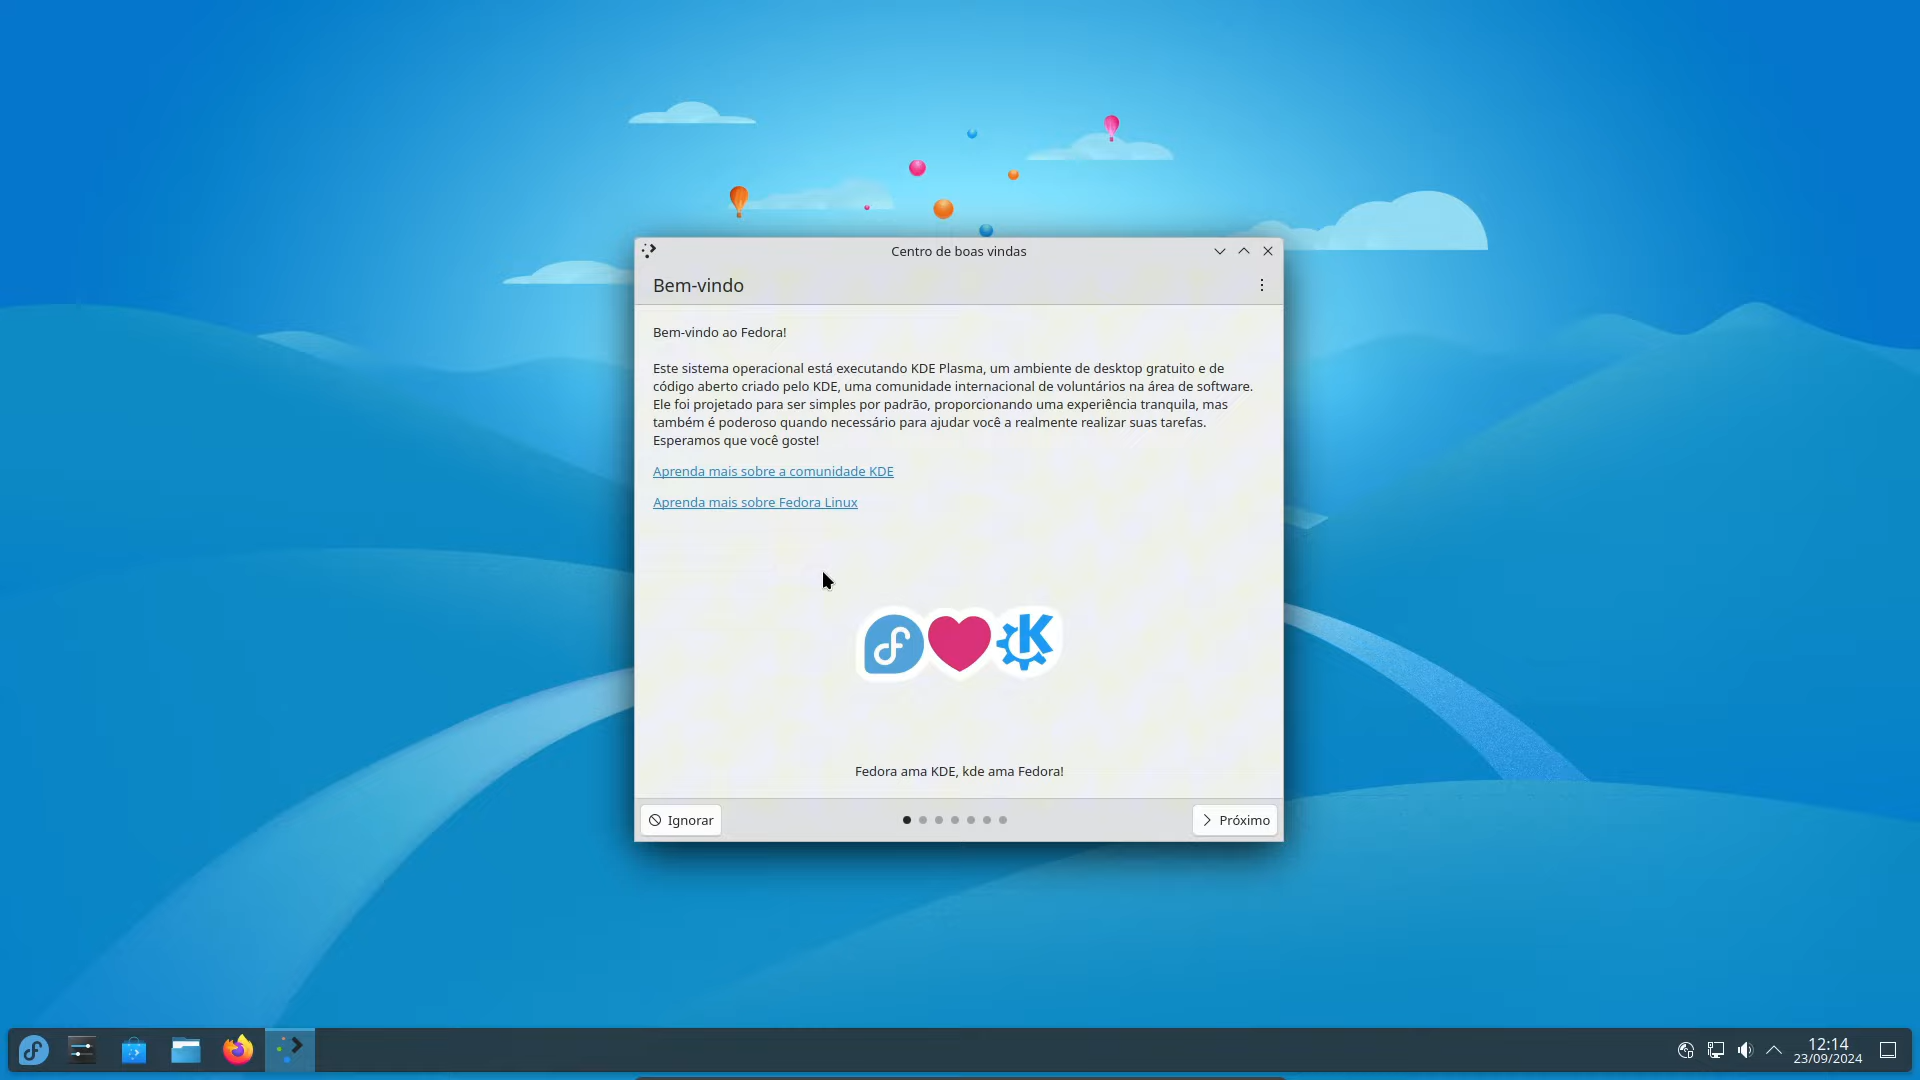 Centro de boas vindas
Bem-vindo
Bem-vindo ao Fedora!
Este sistema operacional está executando KDE Plasma, um ambiente de desktop gratuito e de
código aberto criado pelo KDE, uma comunidade internacional de voluntários na área de software.
Ele foi projetado para ser simples por padrão, proporcionando uma experiência tranquila, mas
também é poderoso quando necessário para ajudar você a realmente realizar suas tarefas.
Esperamos que você goste!
Aprenda mais sobre a comunidade KDE
Aprenda mais sobre Fedora Linux
Fedora ama KDE, kde ama Fedora!
Ignorar
Próximo
12:14
23/09/2024